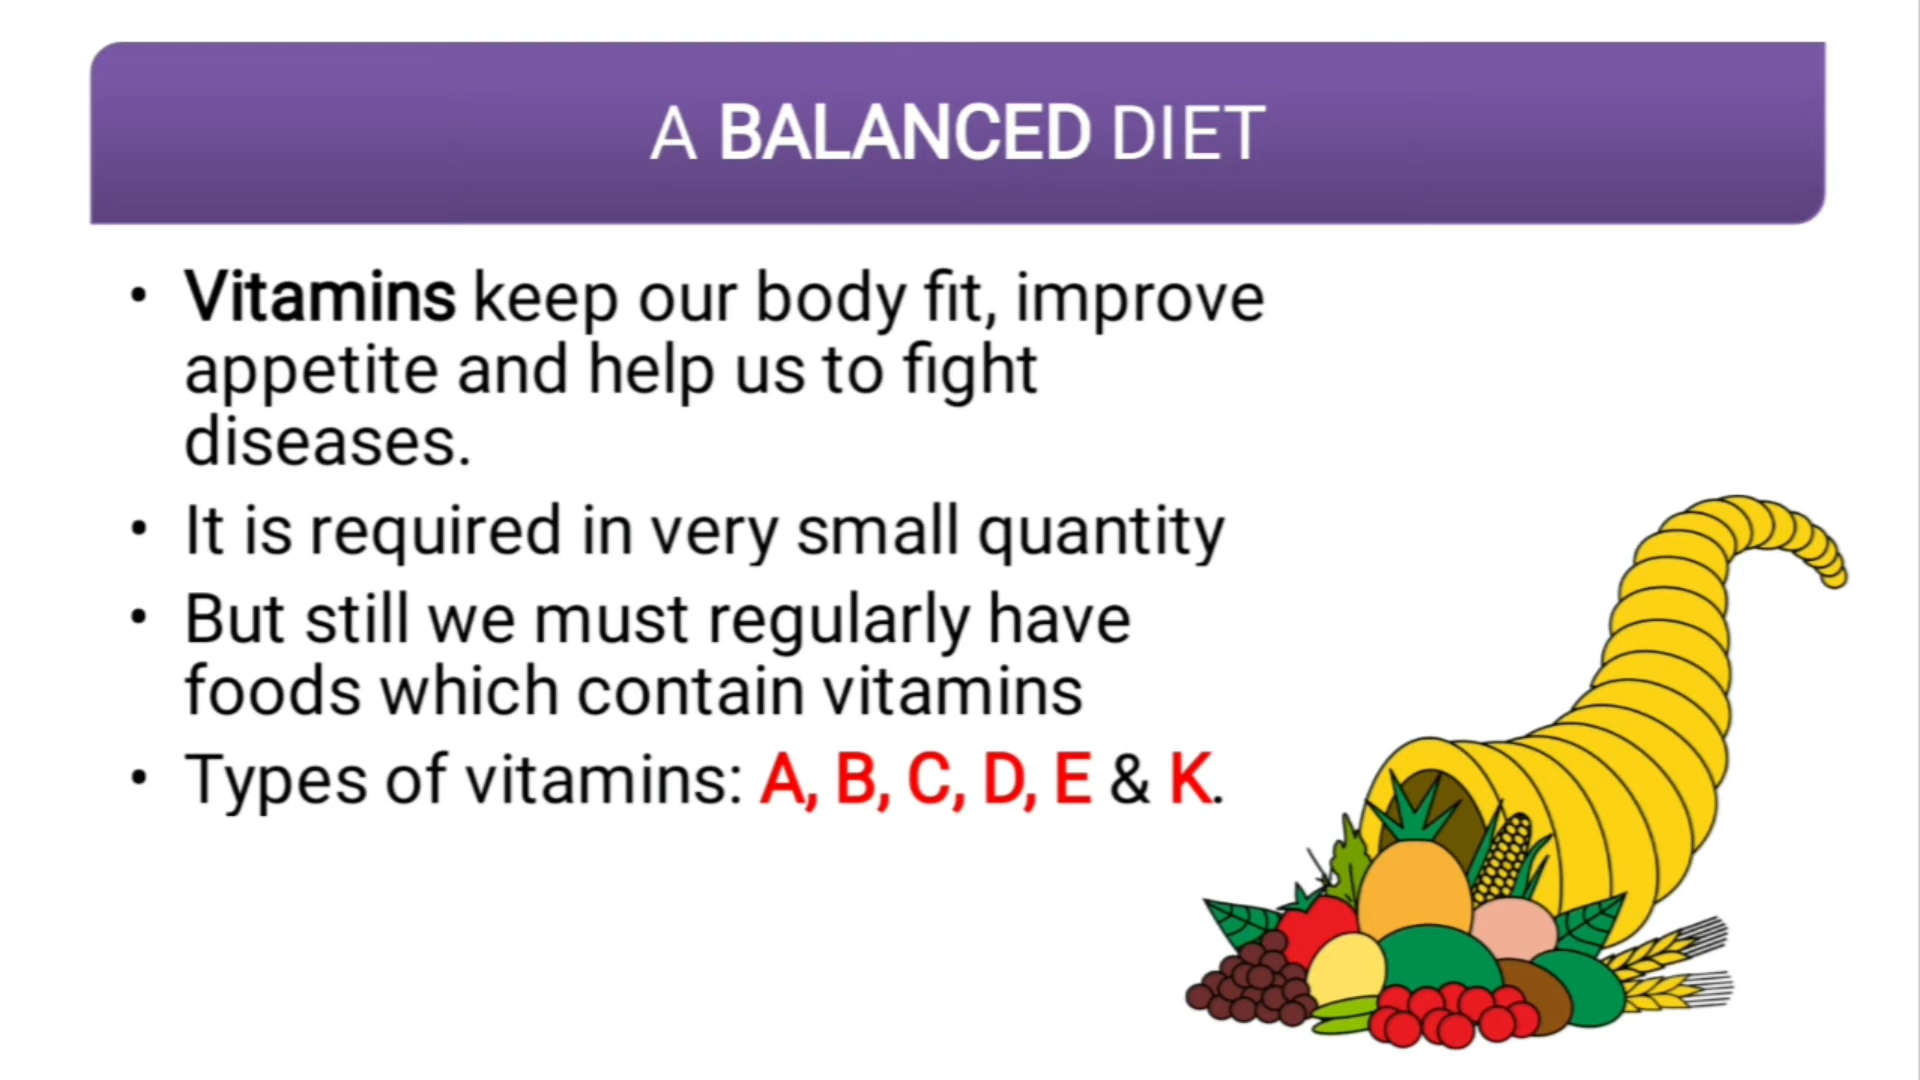 A BALANCED DIET
• Vitamins keep our body fit, improve
appetite and help us to fight
diseases.
• It is required in very small quantity
• But still we must regularly have
foods which contain vitamins
• Types of vitamins: A, B, C, D, E & K.